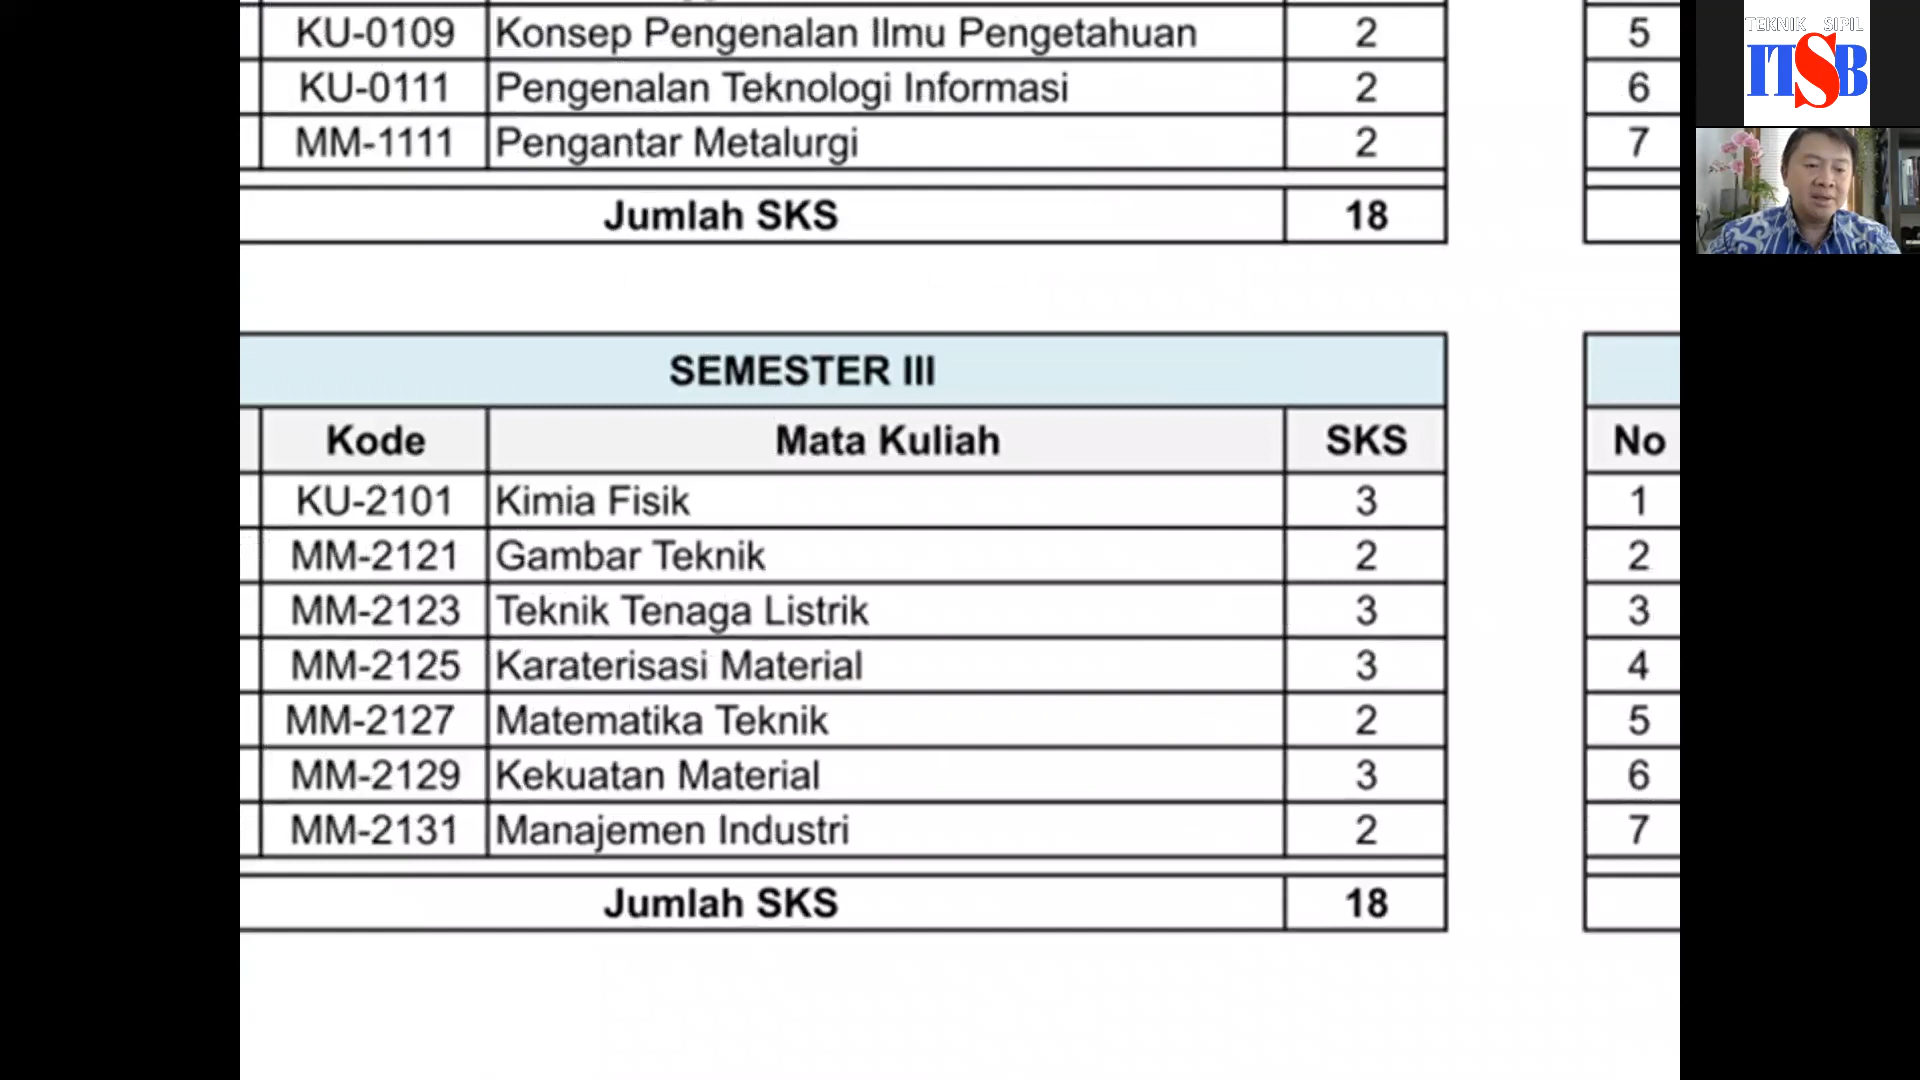 KU-0109 Konsep Pengenalan Ilmu Pengetahuan 2 5
KU-0111 Pengenalan Teknologi Informasi 2 6
MM-1111 Pengantar Metalurgi 2 7
Jumlah SKS 18
SEMESTER III
Kode Mata Kuliah SKS No
KU-2101 Kimia Fisik 3 1
MM-2121 Gambar Teknik 2 2
MM-2123 Teknik Tenaga Listrik 3 3
MM-2125 Karaterisasi Material 3 4
MM-2127 Matematika Teknik 2 5
MM-2129 Kekuatan Material 3 6
MM-2131 Manajemen Industri 2 7
Jumlah SKS 18
TEKNIK SIPIL
ITSB